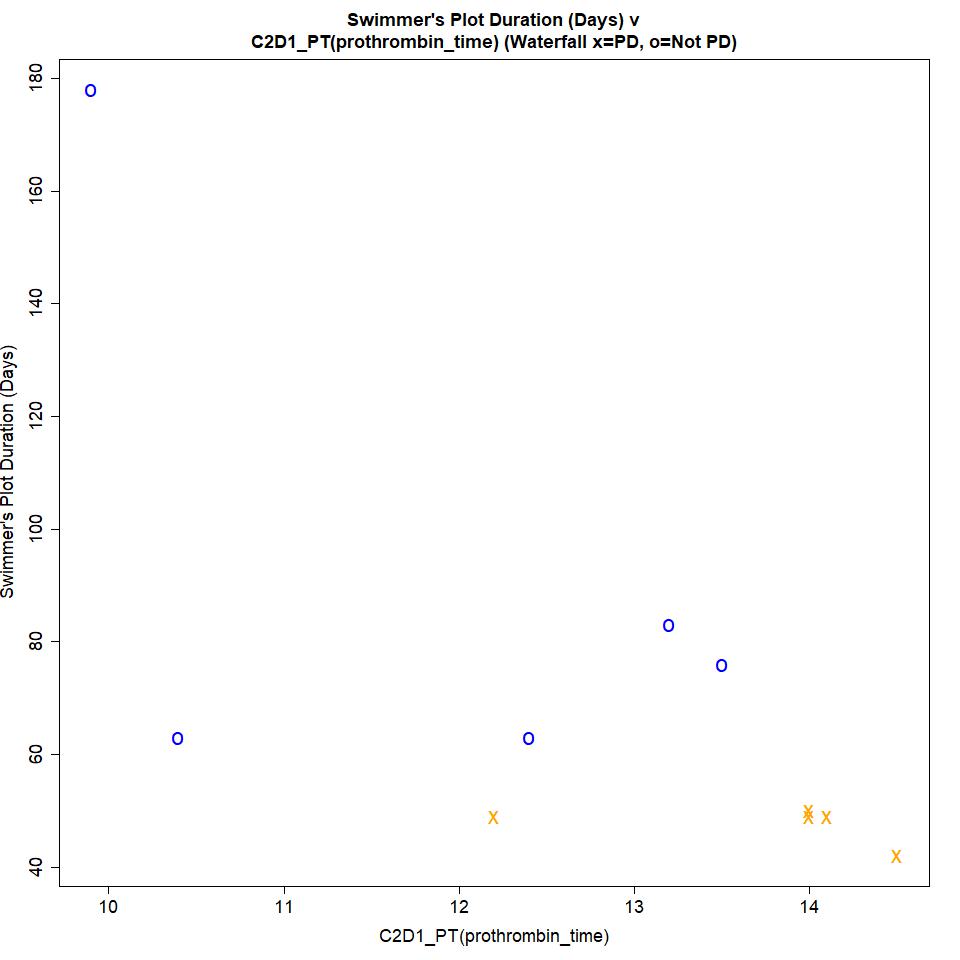 Swimmer's Plot Duration (Days) v
C2D1_PT(prothrombin_time) (Waterfall x=PD, o=Not PD)
Swimmer's Plot Duration (Days)
180
160
140
120
100
80
60
40
o
o
o
o
o
x
x
x
x
x
10 11 12 13 14
C2D1_PT(prothrombin_time)